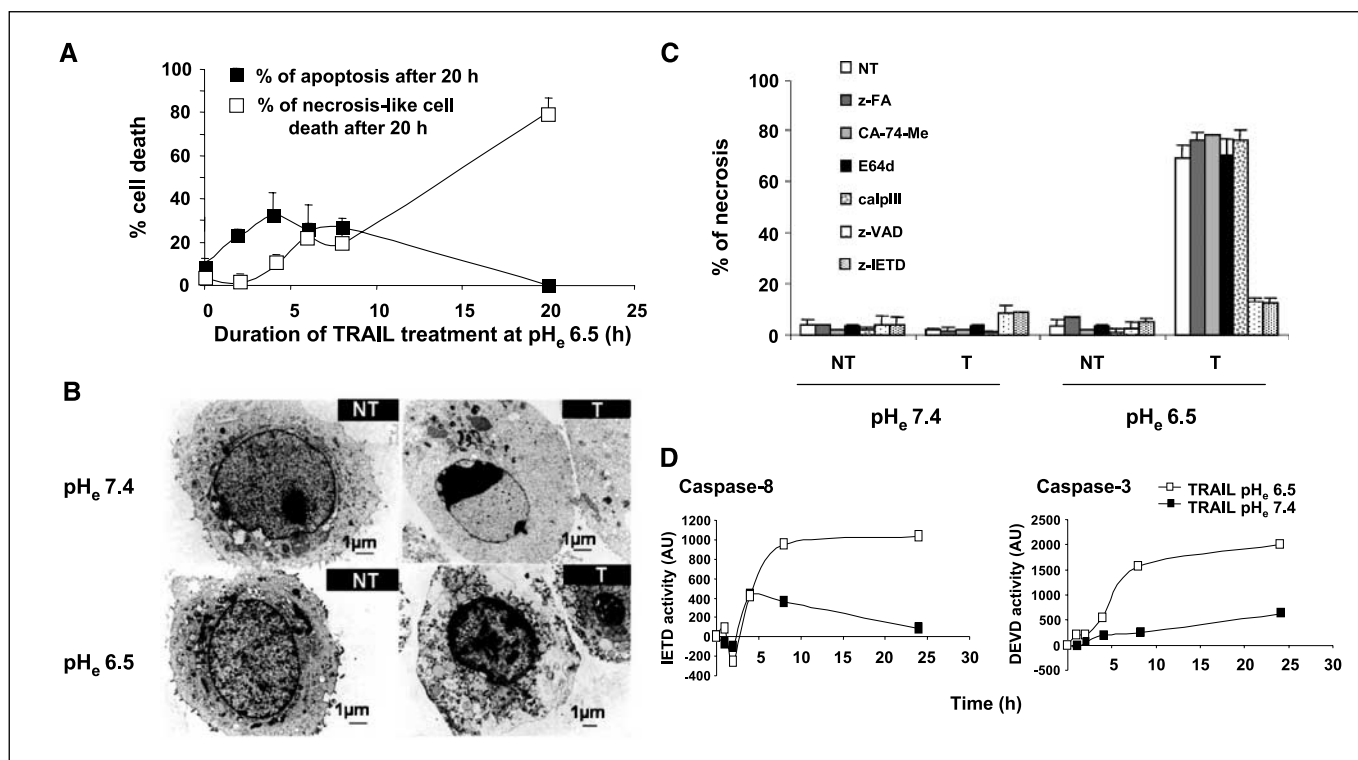 A
% cell death
100
80
60
40
20
0
% of apoptosis after 20 h
% of necrosis-like cell
death after 20 h
0 5 10 15 20 25
Duration of TRAIL treatment at pHe 6.5 (h)
B
pHe 7.4
NT
1µm
T
1µm
pHe 6.5
NT
1µm
T
1µm
C
% of necrosis
100
80
60
40
20
0
NT
z-FA
CA-74-Me
E64d
calpIII
z-VAD
z-IETD
NT T NT T
pHe 7.4 pHe 6.5
D
Caspase-8
IETD activity (AU)
1200
1000
800
600
400
200
0
-200
-400
5 10 15 20 25 30
Caspase-3
TRAIL pHe 6.5
TRAIL pHe 7.4
DEVD activity (AU)
2500
2000
1500
1000
500
0
-500
5 10 15 20 25 30
Time (h)